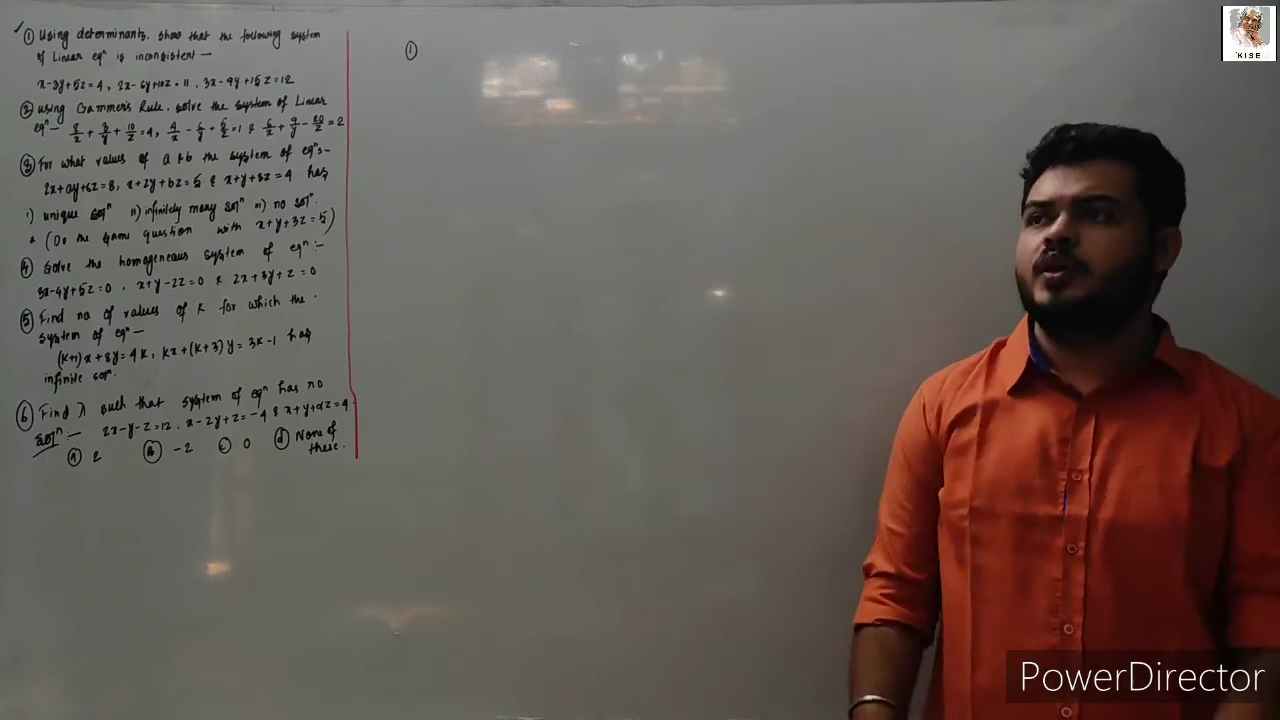 ✓ ① Using determinants, show that the following system
of Linear eqⁿ is inconsistent —
x-3y+5z=4, 2x-6y+10z=11, 3x-9y+15z=12
② Using Crammer's Rule, solve the system of Linear
eqⁿ— 2/x + 3/y + 10/z = 4, 4/x - 6/y + 5/z = 1 & 6/x + 9/y - 20/z = 2
③ For what values of a & b the system of eqⁿs-
2x+ay+6z=8, x+2y+bz=5 & x+y+3z=4 has
i) unique solⁿ ii) infinitely many solⁿ iii) no solⁿ.
* (Do the same question with x+y+3z=5)
④ Solve the homogeneous system of eqⁿ:-
3x-4y+5z=0, x+y-2z=0 & 2x+3y+z=0
⑤ Find no of values of K for which the
system of eqⁿ—
(K+1)x+8y=4K, Kx+(K+3)y=3K-1 has
infinite solⁿ.
⑥ Find λ such that system of eqⁿ has no
solⁿ:— 2x-y-z=12, x-2y+z=-4 & x+y+λz=4.
ⓐ 2 ⓑ -2 ⓒ 0 ⓓ None of
these.
①
KISE
PowerDirector